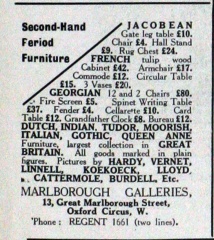 Second-Hand
Period
Furniture
JACOBEAN
Gate leg table £10.
Chair £4. Hall Stand
£9. Rug Chest £24.
FRENCH tulip wood
Cabinet £42. Armchair £17.
Commode £12. Circular Table
£15. 3 Vases £20.
GEORGIAN 12 and 2 Chairs £80,
Fire Screen £5. Spinet Writing Table
£37. Fender £4. Cellarette £10. Card
Table £12. Grandfather Clock £8. Bureau £12.
DUTCH, INDIAN, TUDOR, MOORISH,
ITALIAN, GOTHIC, QUEEN ANNE
Furniture, largest collection in GREAT
BRITAIN. All goods marked in plain
figures. Pictures by HARDY, VERNET,
LINNELL, KOEKOECK, LLOYD,
CATTERMOLE, BURDELL, Etc.
MARLBOROUGH GALLERIES,
13, Great Marlborough Street,
Oxford Circus, W.
'Phone: REGENT 1661 (two lines).